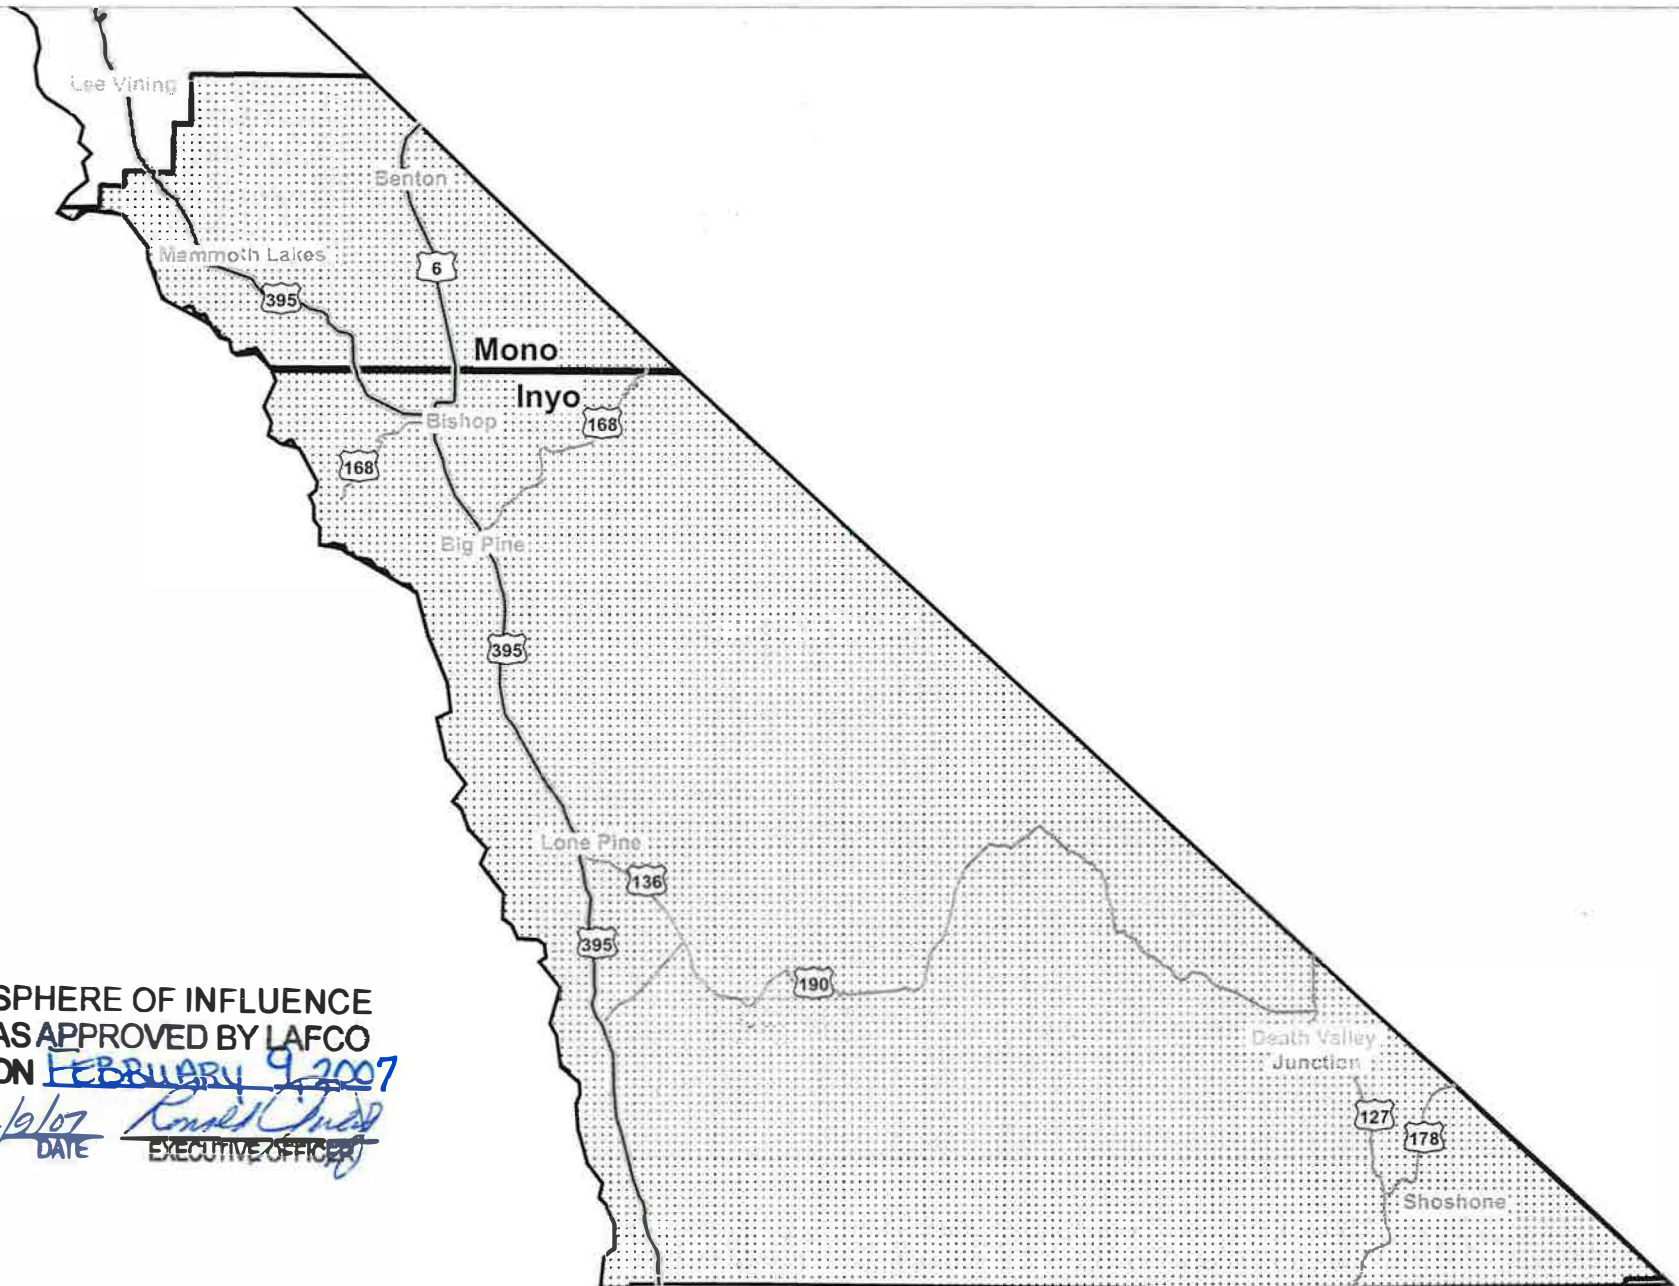 Lee Vining
Benton
Mammoth Lakes
6
395
Mono
Inyo
168
Bishop
168
Big Pine
395
Lone Pine
136
395
190
SPHERE OF INFLUENCE
AS APPROVED BY LAFCO
ON FEBRUARY 9, 2007
/9/07
DATE EXECUTIVE OFFICER
Death Valley
Junction
127
178
Shoshone